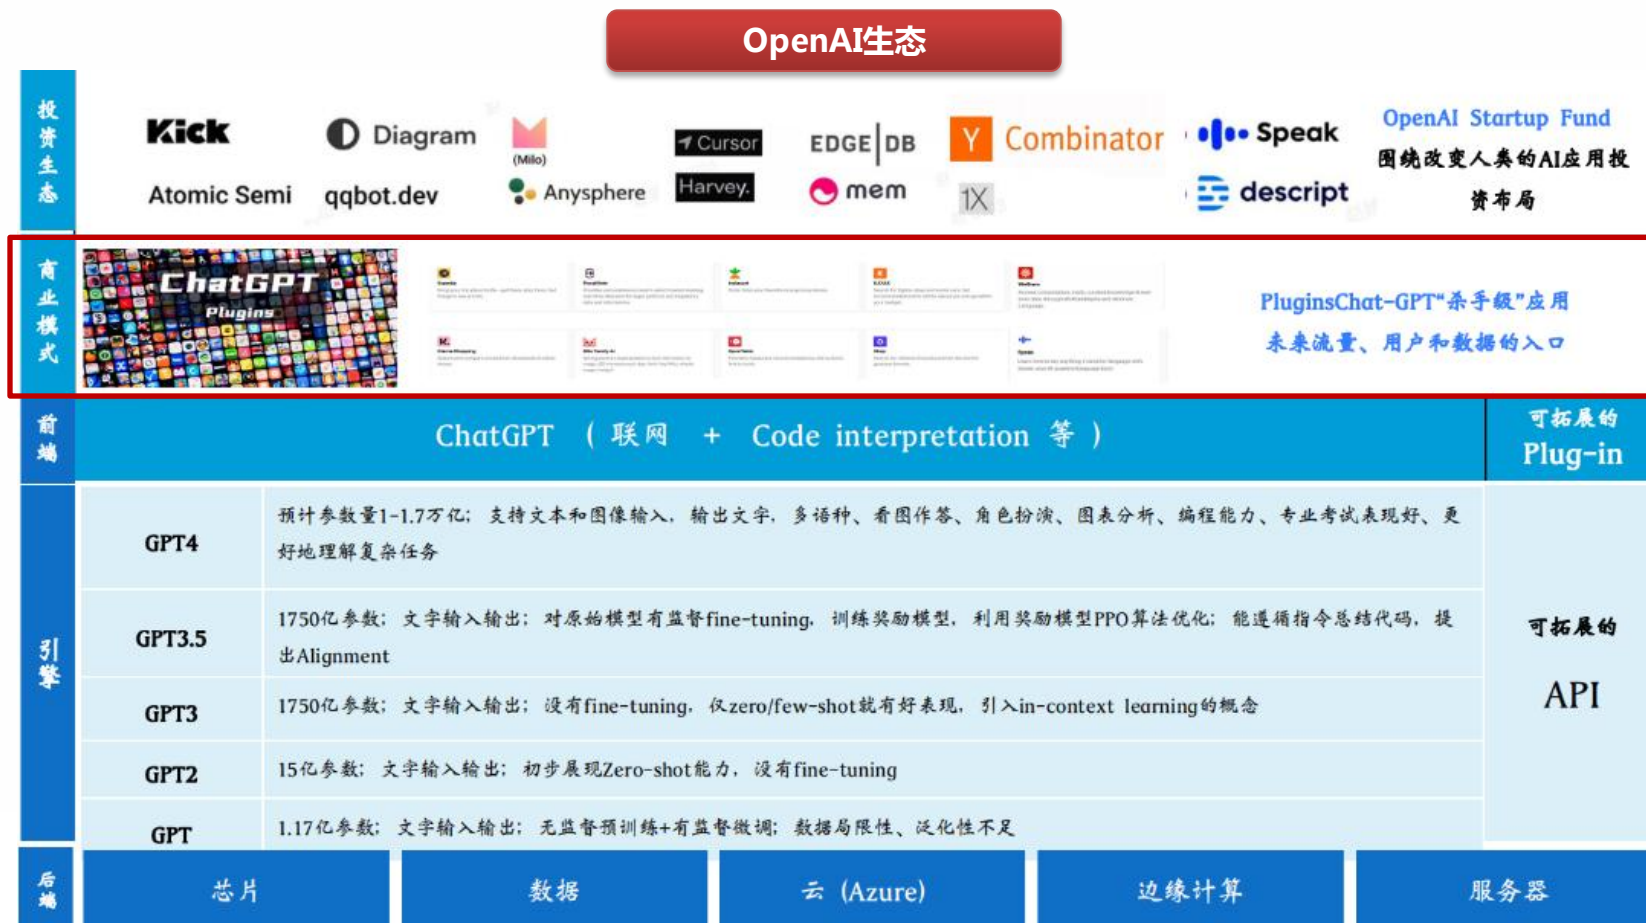 OpenAI生态
投资生态
Kick
Diagram
(Milo)
Cursor
EDGE|DB
Y Combinator
Speak
Atomic Semi
qqbot.dev
Anysphere
Harvey.
mem
1X
descript
OpenAI Startup Fund
围绕改变人类的AI应用投
资布局
商业模式
ChatGPT
Plugins
PluginsChat-GPT“杀手级”应用
未来流量、用户和数据的入口
前端
ChatGPT （联网 + Code interpretation 等）
可拓展的
Plug-in
引擎
GPT4
预计参数量1-1.7万亿；支持文本和图像输入，输出文字，多语种、看图作答、角色扮演、图表分析、编程能力、专业考试表现好、更
好地理解复杂任务
GPT3.5
1750亿参数；文字输入输出；对原始模型有监督fine-tuning，训练奖励模型，利用奖励模型PPO算法优化；能遵循指令总结代码，提
出Alignment
GPT3
1750亿参数；文字输入输出；没有fine-tuning，仅zero/few-shot就有好表现，引入in-context learning的概念
GPT2
15亿参数；文字输入输出；初步展现Zero-shot能力，没有fine-tuning
GPT
1.17亿参数；文字输入输出；无监督预训练+有监督微调；数据局限性、泛化性不足
可拓展的
API
后端
芯片
数据
云 (Azure)
边缘计算
服务器